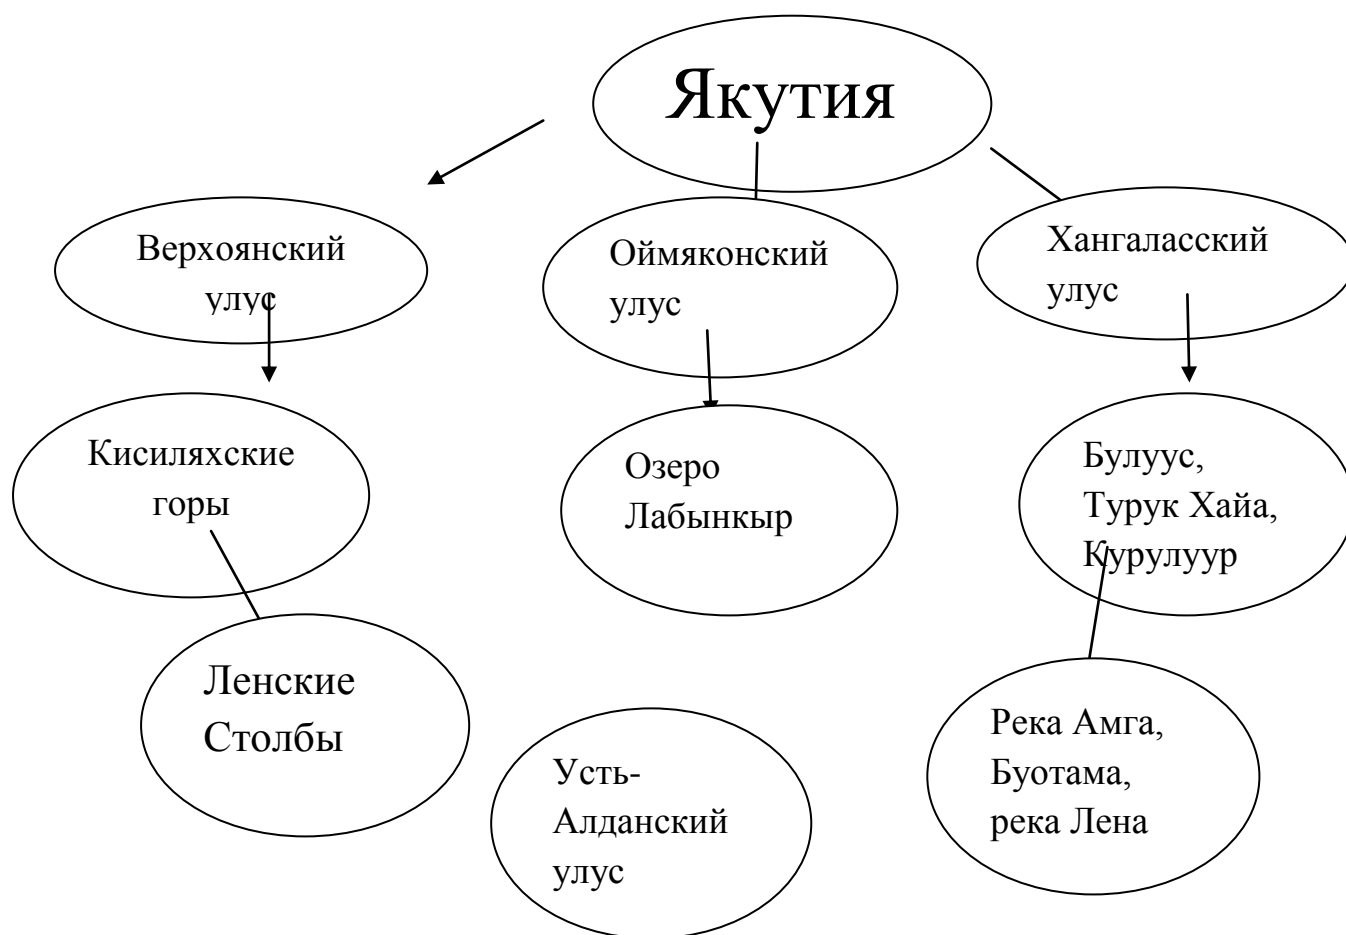 Якутия
Верхоянский
улус
Оймяконский
улус
Хангаласский
улус
Кисиляхские
горы
Озеро
Лабынкыр
Булуус,
Турук Хайа,
Курулуур
Ленские
Столбы
Усть-
Алданский
улус
Река Амга,
Буотама,
река Лена